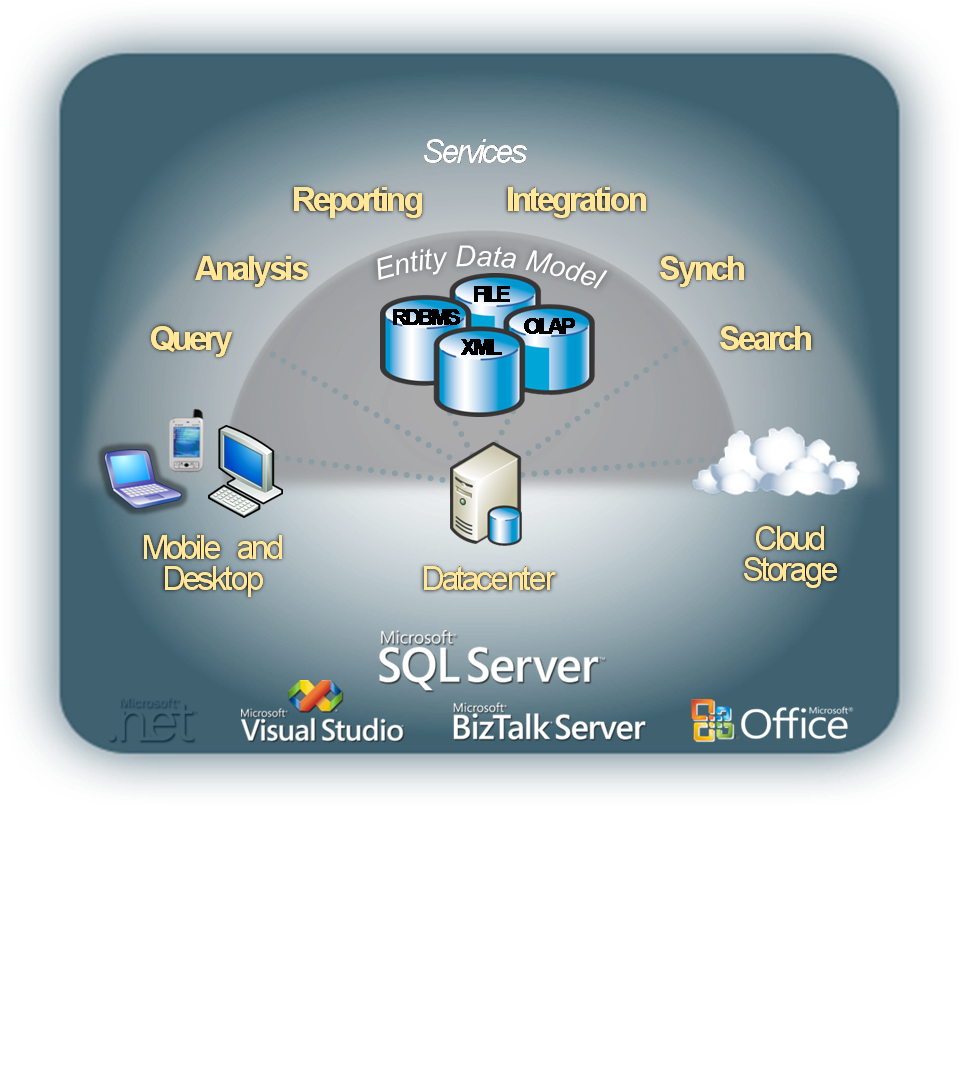 Services
Reporting
Integration
Analysis
Entity Data Model
Synch
FILE
RDBMS
OLAP
Query
XML
Search
Mobile and
Desktop
Datacenter
Cloud
Storage
Microsoft®
SQL Server™
Microsoft®
.net
Microsoft®
Visual Studio
Microsoft®
BizTalk Server
Microsoft®
Office